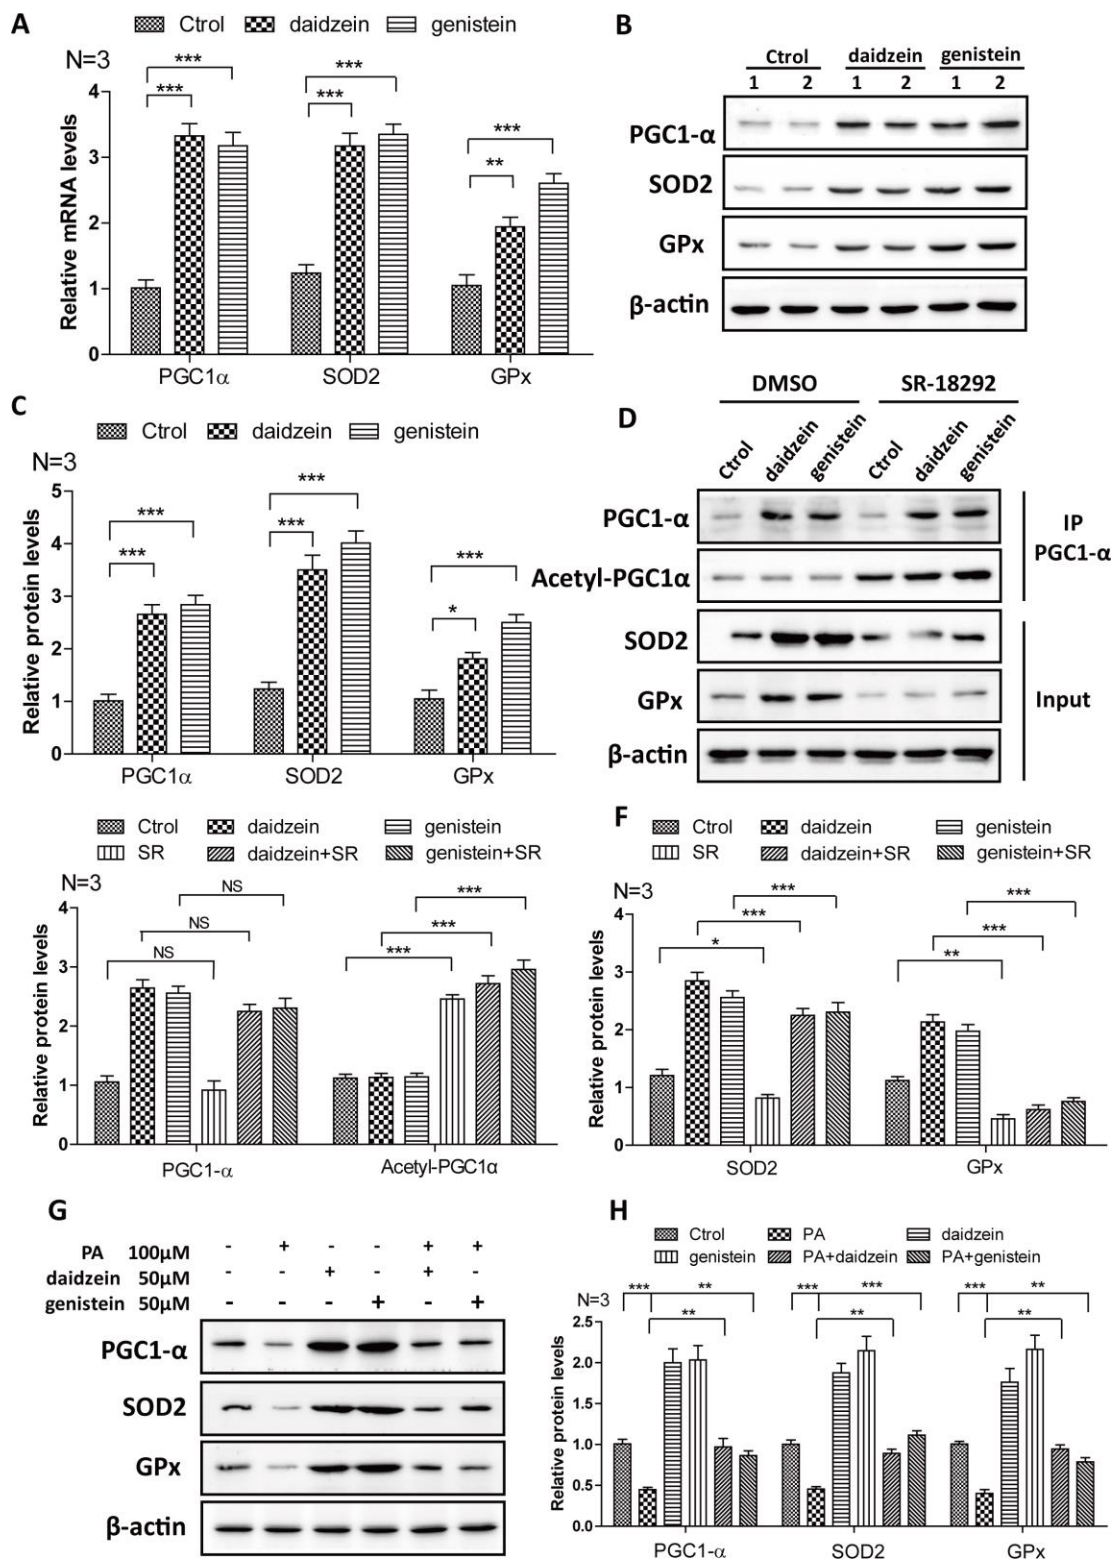 A
Ctrol daidzein genistein
N=3
*** ***
*** ***
*** **
Relative mRNA levels
4
3
2
1
0
PGC1α SOD2 GPx
B
Ctrol daidzein genistein
1 2 1 2 1 2
PGC1-α
SOD2
GPx
β-actin
C
Ctrol daidzein genistein
N=3
***
***
***
***
***
*
Relative protein levels
5
4
3
2
1
0
PGC1α SOD2 GPx
D
DMSO SR-18292
Ctrol daidzein genistein Ctrol daidzein genistein
PGC1-α
Acetyl-PGC1α
SOD2
GPx
β-actin
IP
PGC1-α
Input
Ctrol daidzein genistein
SR daidzein+SR genistein+SR
N=3
NS ***
NS ***
NS ***
Relative protein levels
4
3
2
1
0
PGC1-α Acetyl-PGC1α
F
Ctrol daidzein genistein
SR daidzein+SR genistein+SR
N=3
*** ***
*** ***
* **
Relative protein levels
4
3
2
1
0
SOD2 GPx
G
PA 100μM - + - - + +
daidzein 50μM - - + - + -
genistein 50μM - - - + - +
PGC1-α
SOD2
GPx
β-actin
H
Ctrol PA daidzein
genistein PA+daidzein PA+genistein
N=3
*** ** *** *** *** **
** ** **
Relative protein levels
2.5
2.0
1.5
1.0
0.5
0.0
PGC1-α SOD2 GPx